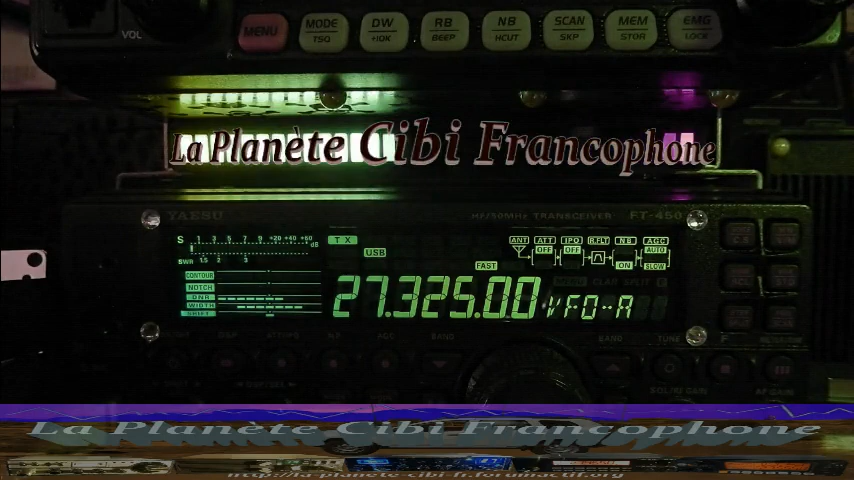 VOL
MENU
MODE DW RB NB SCAN MEM EMG
TSQ +IDK BEEP HCUT SKP STOR LOCK
La Planète Cibi Francophone
YAESU HF/50MHz TRANSCEIVER FT-450
S 1 3 5 7 9 +20 +40 +60 dB
TX
ANT ATT IPO R.FLT NB AGC
OFF OFF AUTO
SWR 1.5 2 3
USB
FAST
ON SLOW
CONTOUR
NOTCH
DNR
WIDTH
SHIFT
CLAR SPLIT
27.325.00 VFO-A
BAND BAND TUNE F
La Planète Cibi Francophone
http://la-planete-cibi-fr.forumactif.org